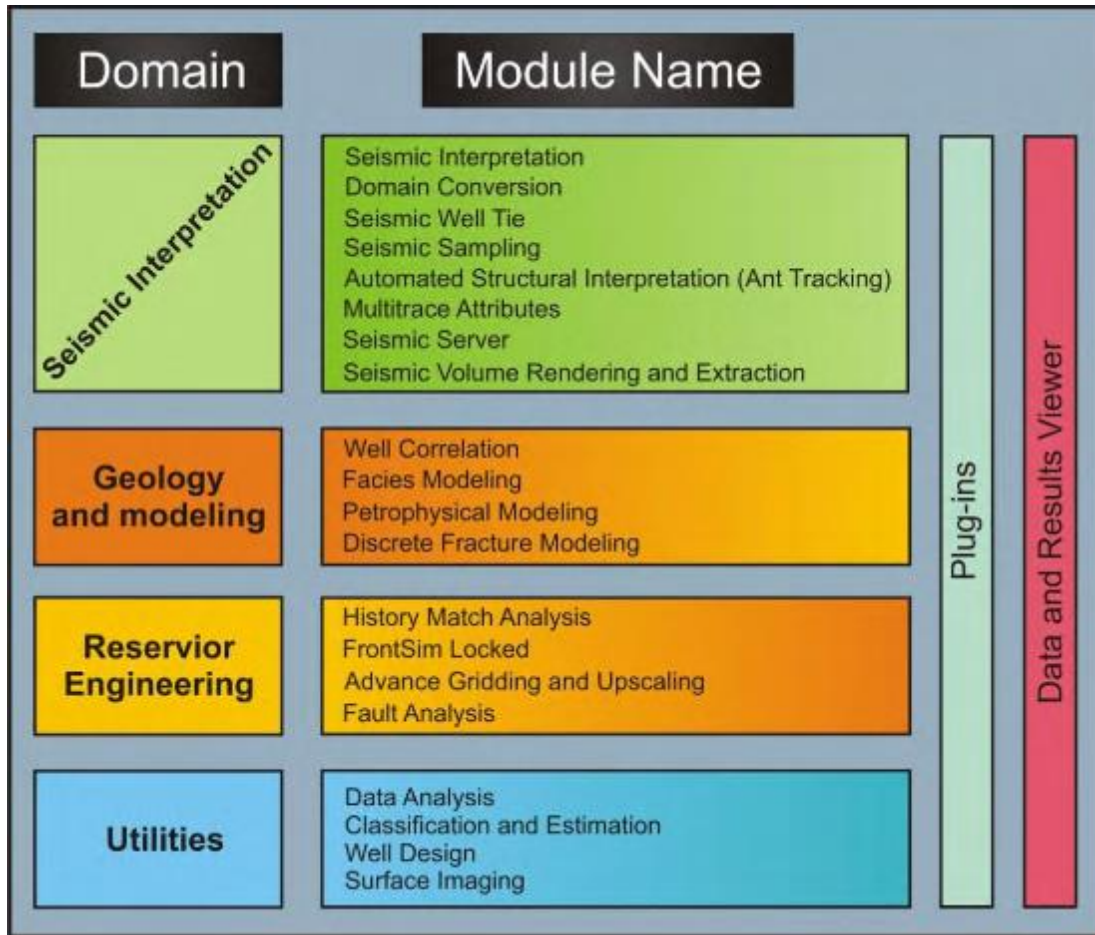 Domain
Module Name
Seismic Interpretation
Seismic Interpretation
Domain Conversion
Seismic Well Tie
Seismic Sampling
Automated Structural Interpretation (Ant Tracking)
Multitrace Attributes
Seismic Server
Seismic Volume Rendering and Extraction
Geology
and modeling
Well Correlation
Facies Modeling
Petrophysical Modeling
Discrete Fracture Modeling
Reservior
Engineering
History Match Analysis
FrontSim Locked
Advance Gridding and Upscaling
Fault Analysis
Utilities
Data Analysis
Classification and Estimation
Well Design
Surface Imaging
Plug-ins
Data and Results Viewer